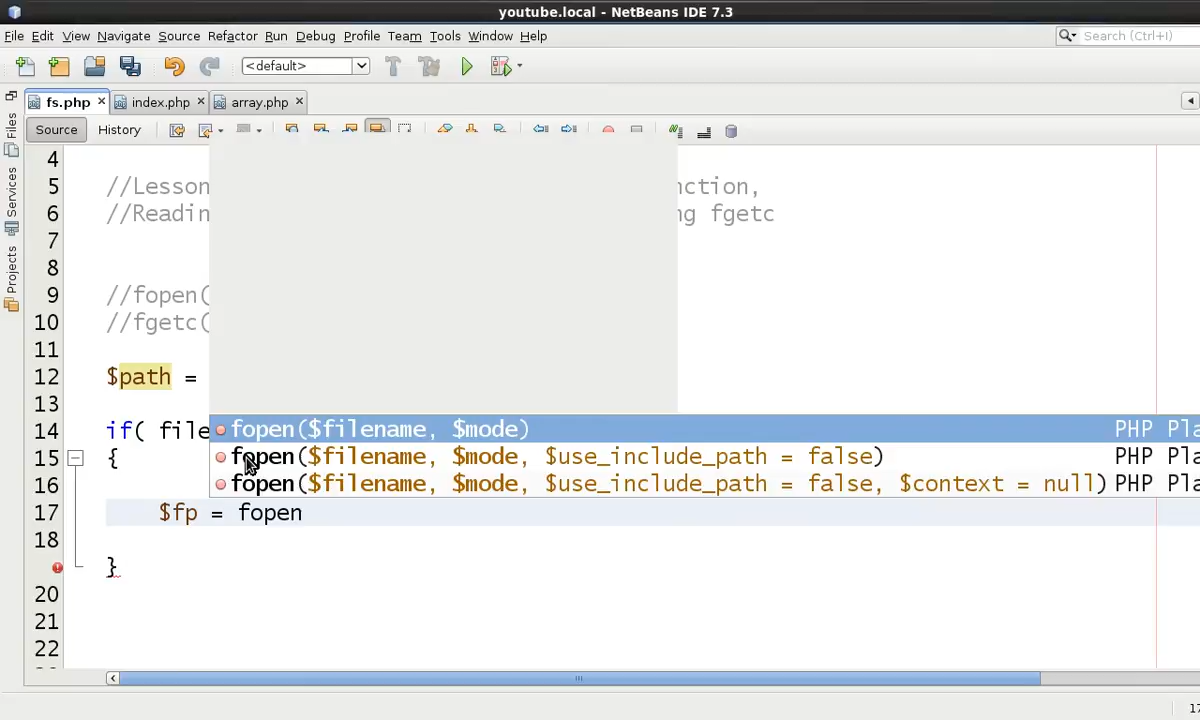 youtube.local - NetBeans IDE 7.3
File Edit View Navigate Source Refactor Run Debug Profile Team Tools Window Help
Search (Ctrl+I)
<default>
fs.php index.php array.php
Source History
Files
Services
Projects
4
5 //Lesson nction,
6 //Readin ng fgetc
7
8
9 //fopen(
10 //fgetc(
11
12 $path =
13
14 if( file
15 {
16
fopen($filename, $mode) PHP Pla
fopen($filename, $mode, $use_include_path = false) PHP Pla
fopen($filename, $mode, $use_include_path = false, $context = null) PHP Pla
17 $fp = fopen
18
}
20
21
22
17